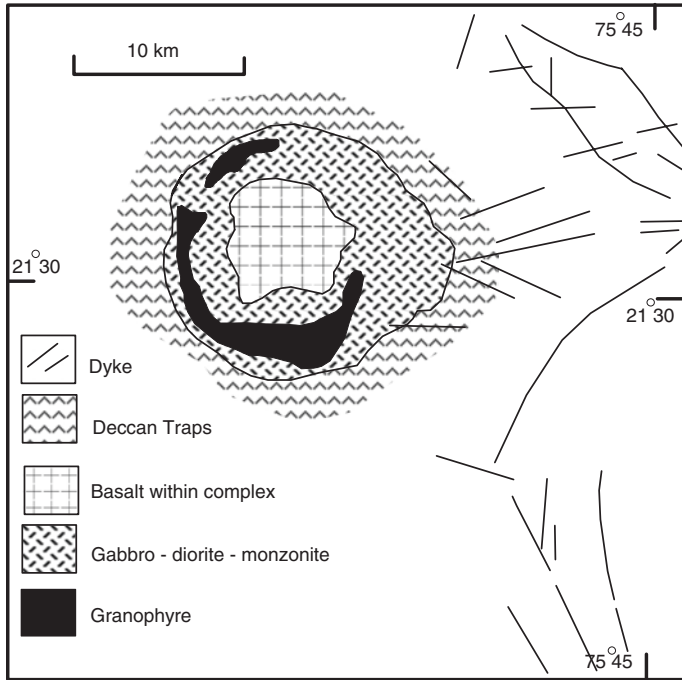 75°45
10 km
21°30
21°30
Dyke
Deccan Traps
Basalt within complex
Gabbro - diorite - monzonite
Granophyre
75°45